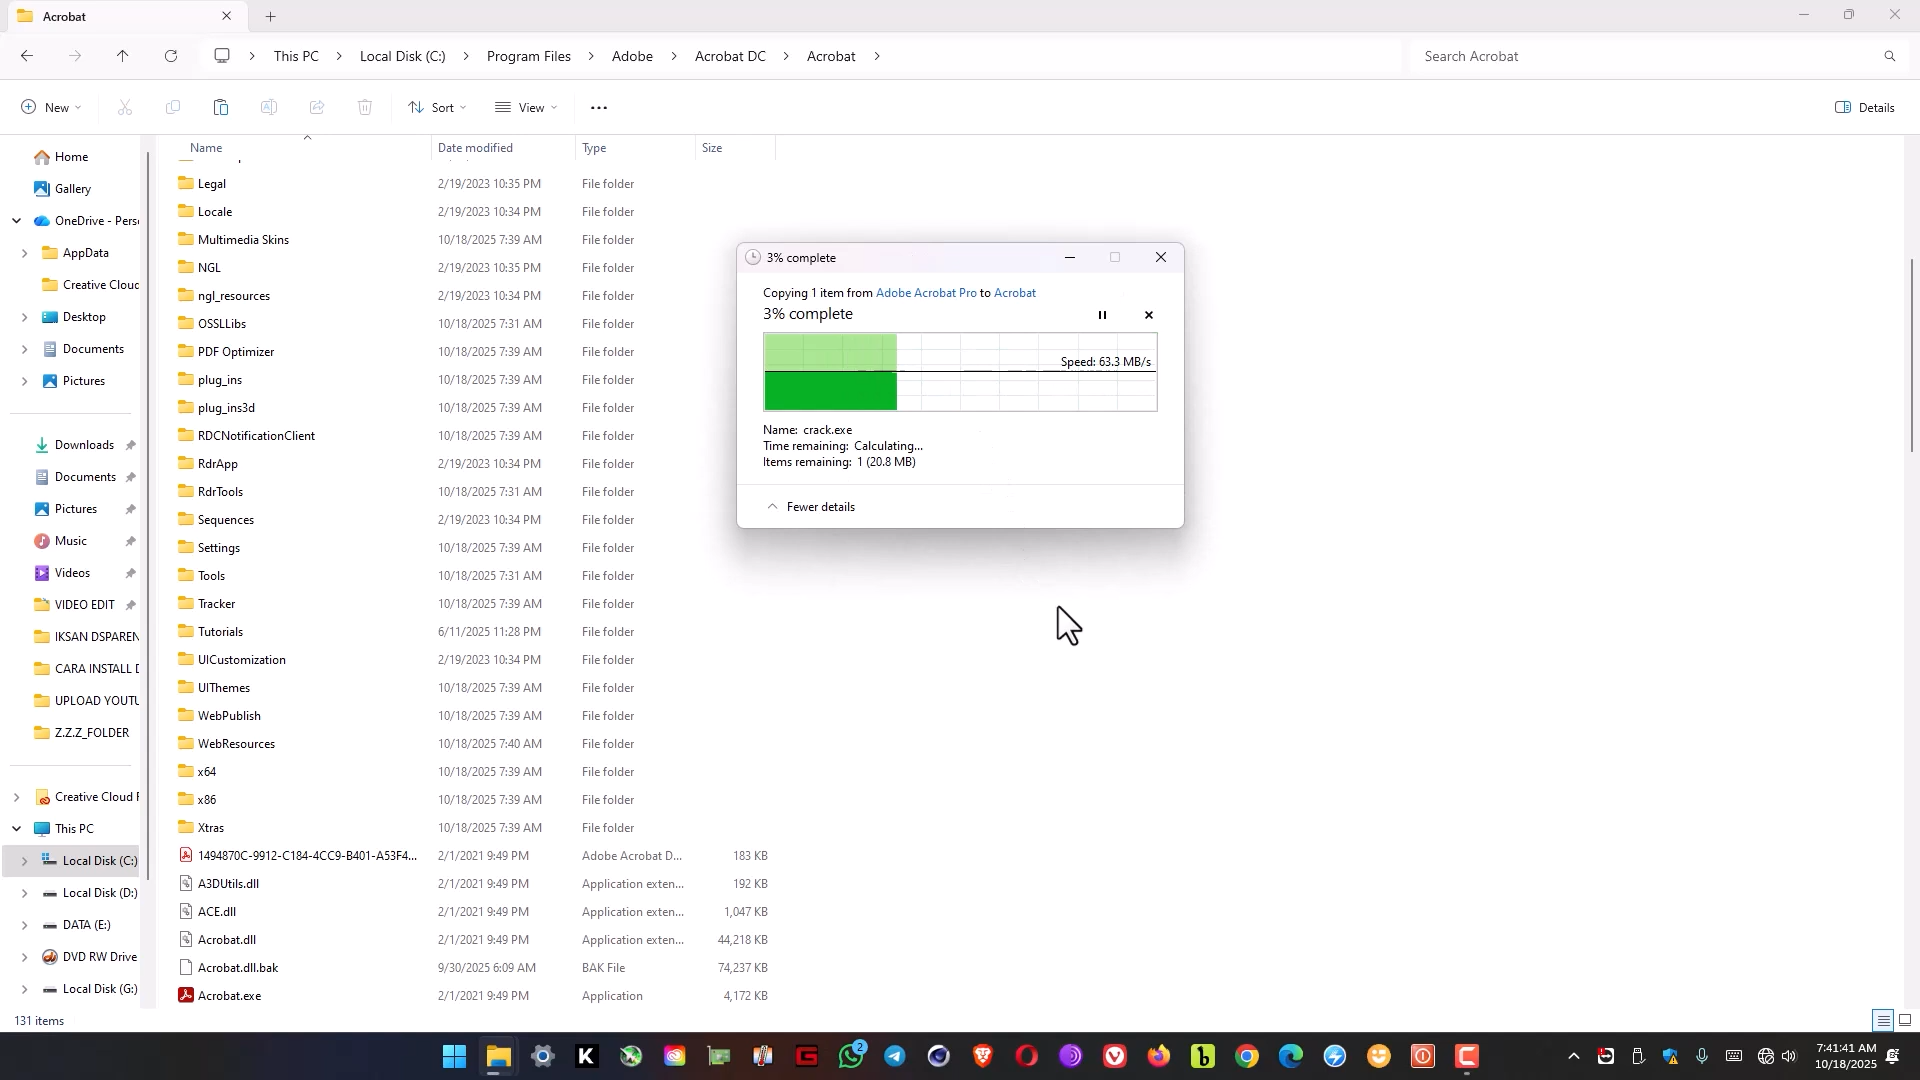 Acrobat
This PC
Local Disk (C:)
Program Files
Adobe
Acrobat DC
Acrobat
Search Acrobat
New
Sort
View
Details
Name
Date modified
Type
Size
Home
Gallery
OneDrive - Pers
AppData
Creative Cloud
Desktop
Documents
Pictures
Downloads
Documents
Pictures
Music
Videos
VIDEO EDIT
IKSAN DSPAREN
CARA INSTALL D
UPLOAD YOUTU
Z.Z.Z_FOLDER
Creative Cloud F
This PC
Local Disk (C:)
Local Disk (D:)
DATA (E:)
DVD RW Drive
Local Disk (G:)
Legal 2/19/2023 10:35 PM File folder
Locale 2/19/2023 10:34 PM File folder
Multimedia Skins 10/18/2025 7:39 AM File folder
NGL 2/19/2023 10:35 PM File folder
ngl_resources 2/19/2023 10:34 PM File folder
OSSLLibs 10/18/2025 7:31 AM File folder
PDF Optimizer 10/18/2025 7:39 AM File folder
plug_ins 10/18/2025 7:39 AM File folder
plug_ins3d 10/18/2025 7:39 AM File folder
RDCNotificationClient 10/18/2025 7:39 AM File folder
RdrApp 2/19/2023 10:34 PM File folder
RdrTools 10/18/2025 7:31 AM File folder
Sequences 2/19/2023 10:34 PM File folder
Settings 10/18/2025 7:39 AM File folder
Tools 10/18/2025 7:31 AM File folder
Tracker 10/18/2025 7:39 AM File folder
Tutorials 6/11/2025 11:28 PM File folder
UICustomization 2/19/2023 10:34 PM File folder
UIThemes 10/18/2025 7:39 AM File folder
WebPublish 10/18/2025 7:39 AM File folder
WebResources 10/18/2025 7:40 AM File folder
x64 10/18/2025 7:39 AM File folder
x86 10/18/2025 7:39 AM File folder
Xtras 10/18/2025 7:39 AM File folder
1494870C-9912-C184-4CC9-B401-A53F4... 2/1/2021 9:49 PM Adobe Acrobat D... 183 KB
A3DUtils.dll 2/1/2021 9:49 PM Application exten... 192 KB
ACE.dll 2/1/2021 9:49 PM Application exten... 1,047 KB
Acrobat.dll 2/1/2021 9:49 PM Application exten... 44,218 KB
Acrobat.dll.bak 9/30/2025 6:09 AM BAK File 74,237 KB
Acrobat.exe 2/1/2021 9:49 PM Application 4,172 KB
3% complete
Copying 1 item from Adobe Acrobat Pro to Acrobat
3% complete
Speed: 63.3 MB/s
Name: crack.exe
Time remaining: Calculating...
Items remaining: 1 (20.8 MB)
Fewer details
131 items
2
7:41:41 AM
10/18/2025